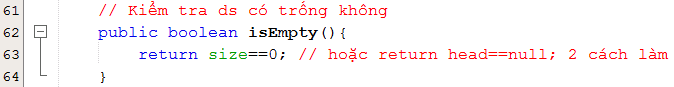 61 // Kiểm tra ds có trống không
62 public boolean isEmpty(){
63 return size==0; // hoặc return head==null; 2 cách làm
64 }